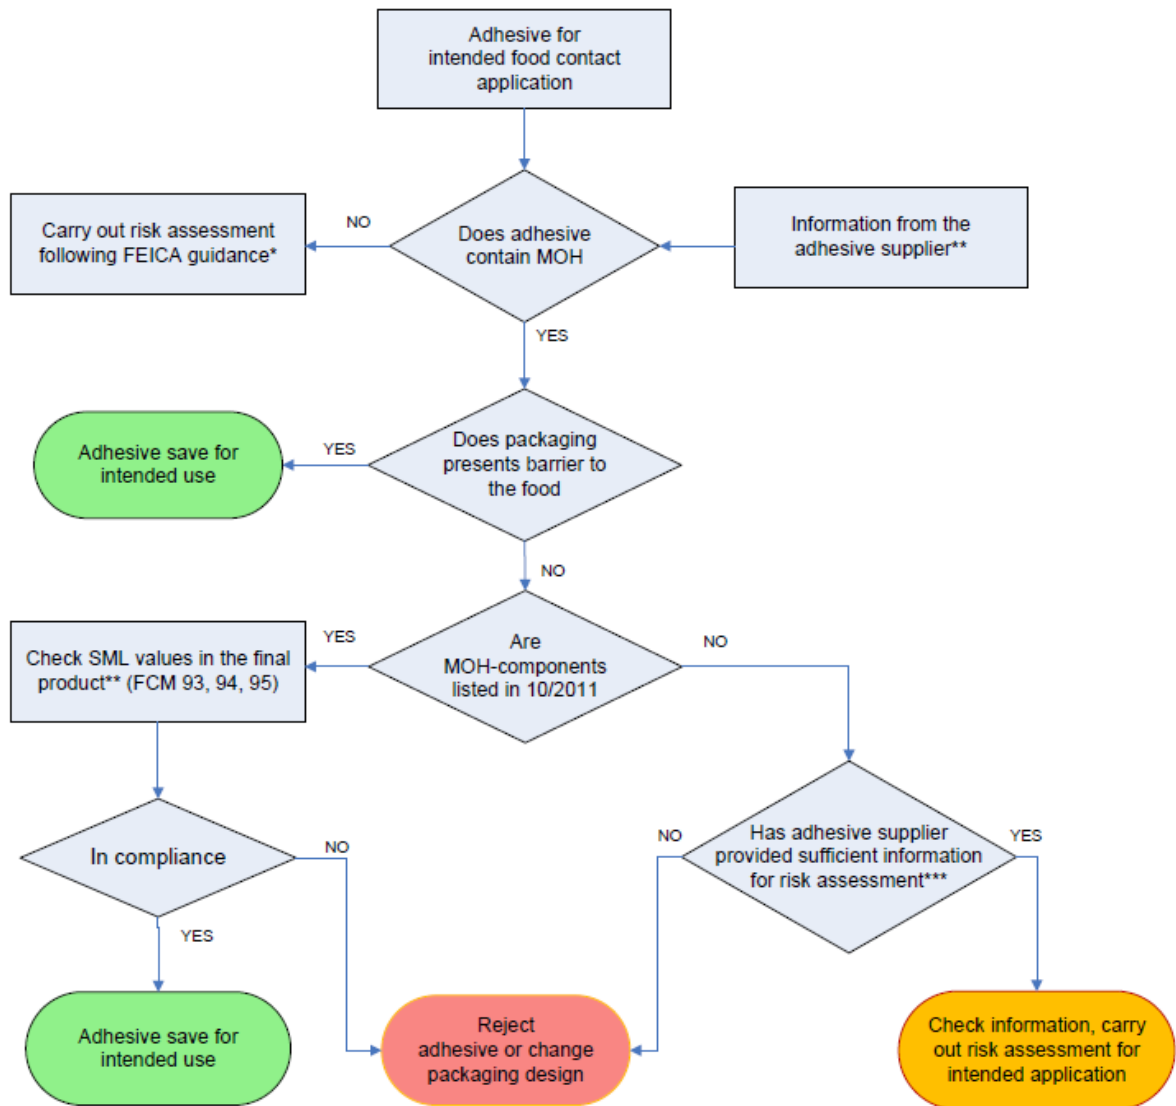 Adhesive for
intended food contact
application
NO
Carry out risk assessment
following FEICA guidance*
Does adhesive
contain MOH
Information from the
adhesive supplier**
YES
Does packaging
presents barrier to
the food
YES
Adhesive save for
intended use
NO
Are
MOH-components
listed in 10/2011
YES
NO
Check SML values in the final
product** (FCM 93, 94, 95)
In compliance
NO
YES
NO
Has adhesive supplier
provided sufficient information
for risk assessment***
YES
Adhesive save for
intended use
Reject
adhesive or change
packaging design
Check information, carry
out risk assessment for
intended application